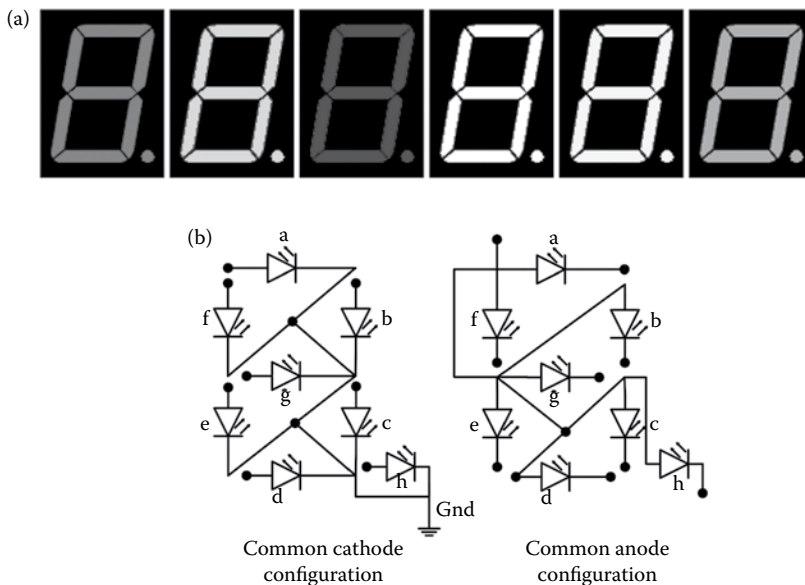 (a)
(b)
a
f
b
g
e
c
d
h
Gnd
Common cathode
configuration
a
f
b
g
e
c
d
h
Common anode
configuration